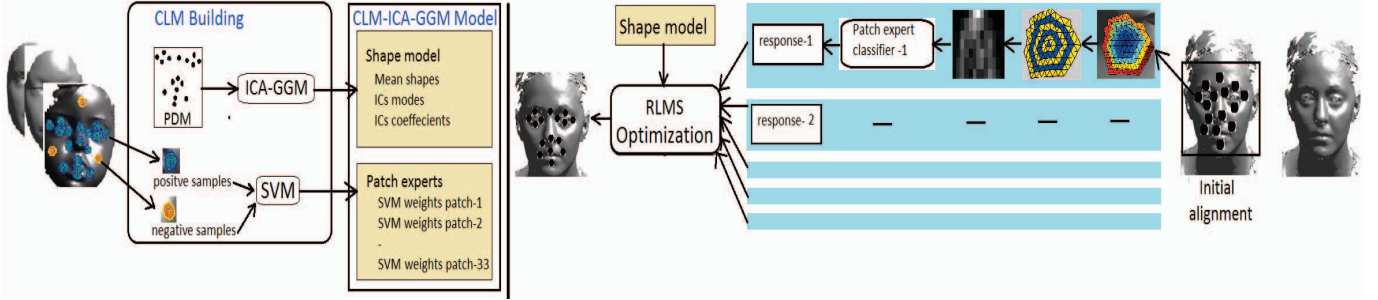 CLM Building
PDM
ICA-GGM
positve samples
SVM
negative samples
CLM-ICA-GGM Model
Shape model
Mean shapes
ICs modes
ICs coeffecients
Patch experts
SVM weights patch-1
SVM weights patch-2
-
SVM weights patch-33
Shape model
RLMS
Optimization
response-1
Patch expert
classifier -1
response- 2
Initial
alignment